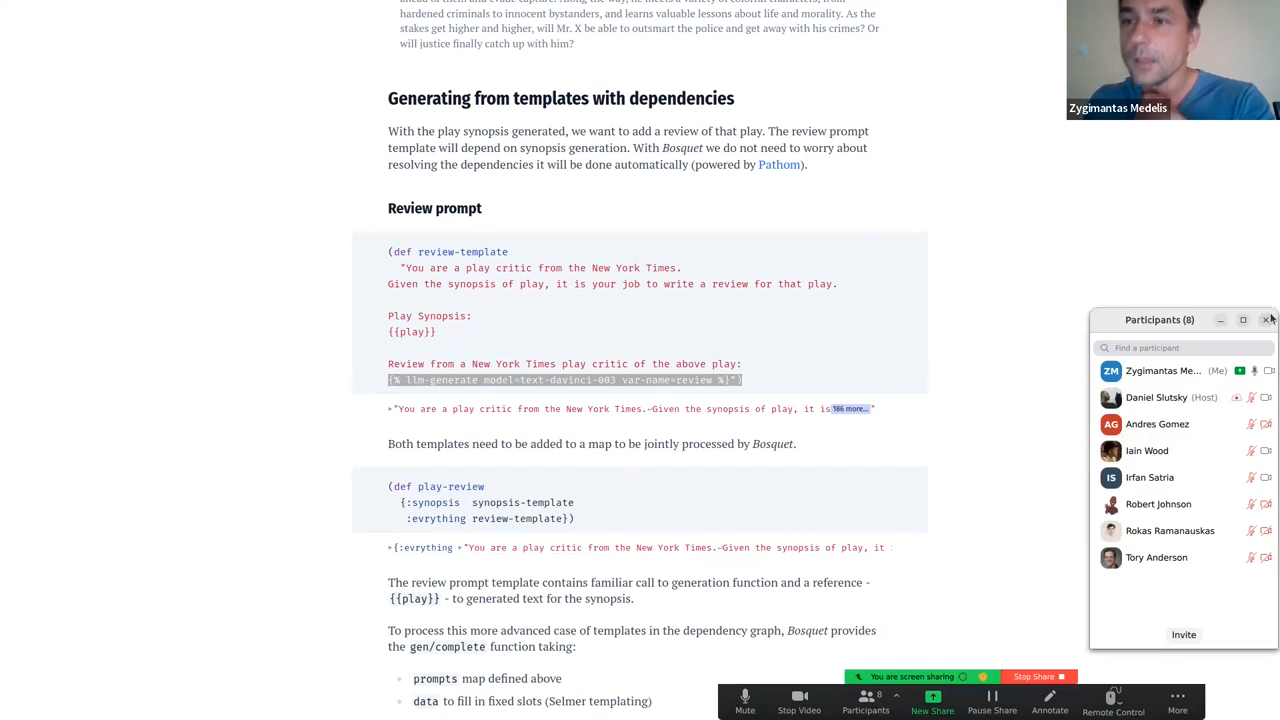 ahead of them and evade capture. Along the way, he meets a variety of colorful characters, from
hardened criminals to innocent bystanders, and learns valuable lessons about life and morality. As the
stakes get higher and higher, will Mr. X be able to outsmart the police and get away with his crimes? Or
will justice finally catch up with him?
Generating from templates with dependencies
With the play synopsis generated, we want to add a review of that play. The review prompt
template will depend on synopsis generation. With Bosquet we do not need to worry about
resolving the dependencies it will be done automatically (powered by Pathom).
Review prompt
(def review-template
"You are a play critic from the New York Times.
Given the synopsis of play, it is your job to write a review for that play.
Play Synopsis:
{{play}}
Review from a New York Times play critic of the above play:
{% llm-generate model=text-davinci-003 var-name=review %}")
"You are a play critic from the New York Times.↩Given the synopsis of play, it is 186 more… "
Both templates need to be added to a map to be jointly processed by Bosquet.
(def play-review
{:synopsis synopsis-template
:evrything review-template})
{:evrything "You are a play critic from the New York Times.↩Given the synopsis of play, it
The review prompt template contains familiar call to generation function and a reference -
{{play}} - to generated text for the synopsis.
To process this more advanced case of templates in the dependency graph, Bosquet provides
the gen/complete function taking:
• prompts map defined above
• data to fill in fixed slots (Selmer templating)
Zygimantas Medelis
Participants (8)
Find a participant
ZM Zygimantas Me... (Me)
Daniel Slutsky (Host)
AG Andres Gomez
Iain Wood
IS Irfan Satria
Robert Johnson
Rokas Ramanauskas
Tory Anderson
Invite
You are screen sharing
Stop Share
8
Mute
Stop Video
Participants
New Share
Pause Share
Annotate
Remote Control
More